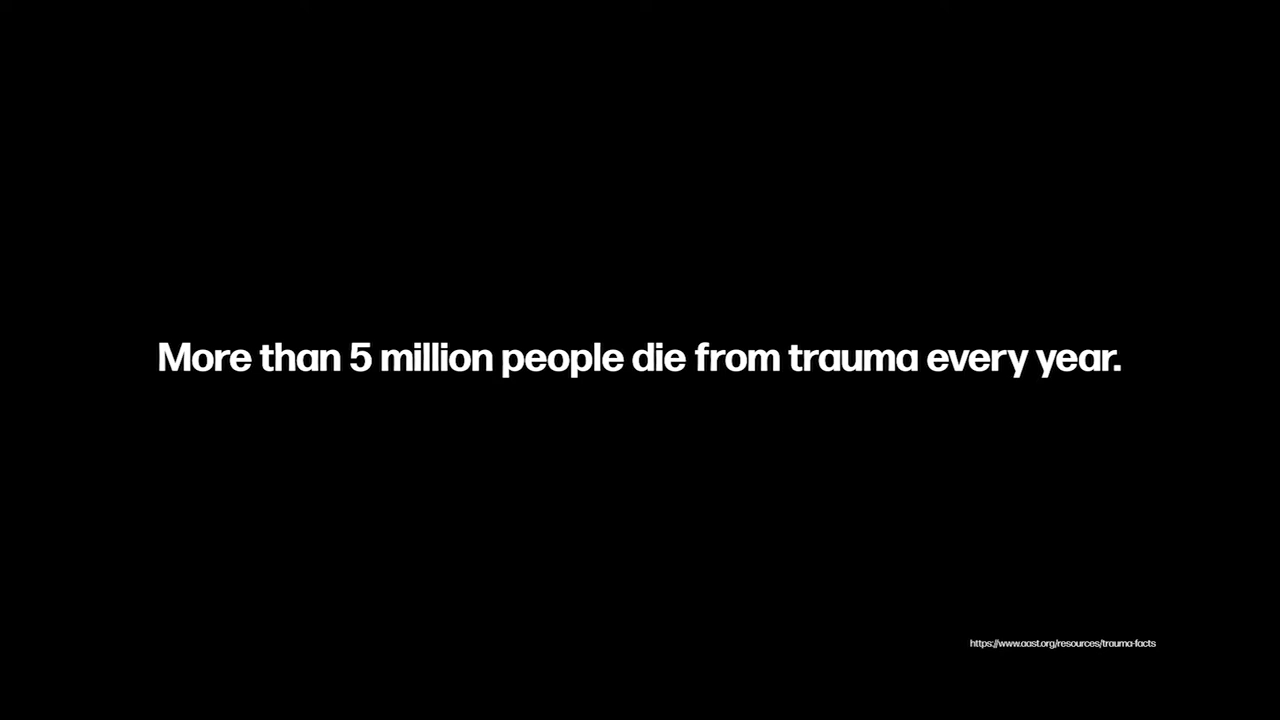 More than 5 million people die from trauma every year.
https://www.aast.org/resources/trauma-facts